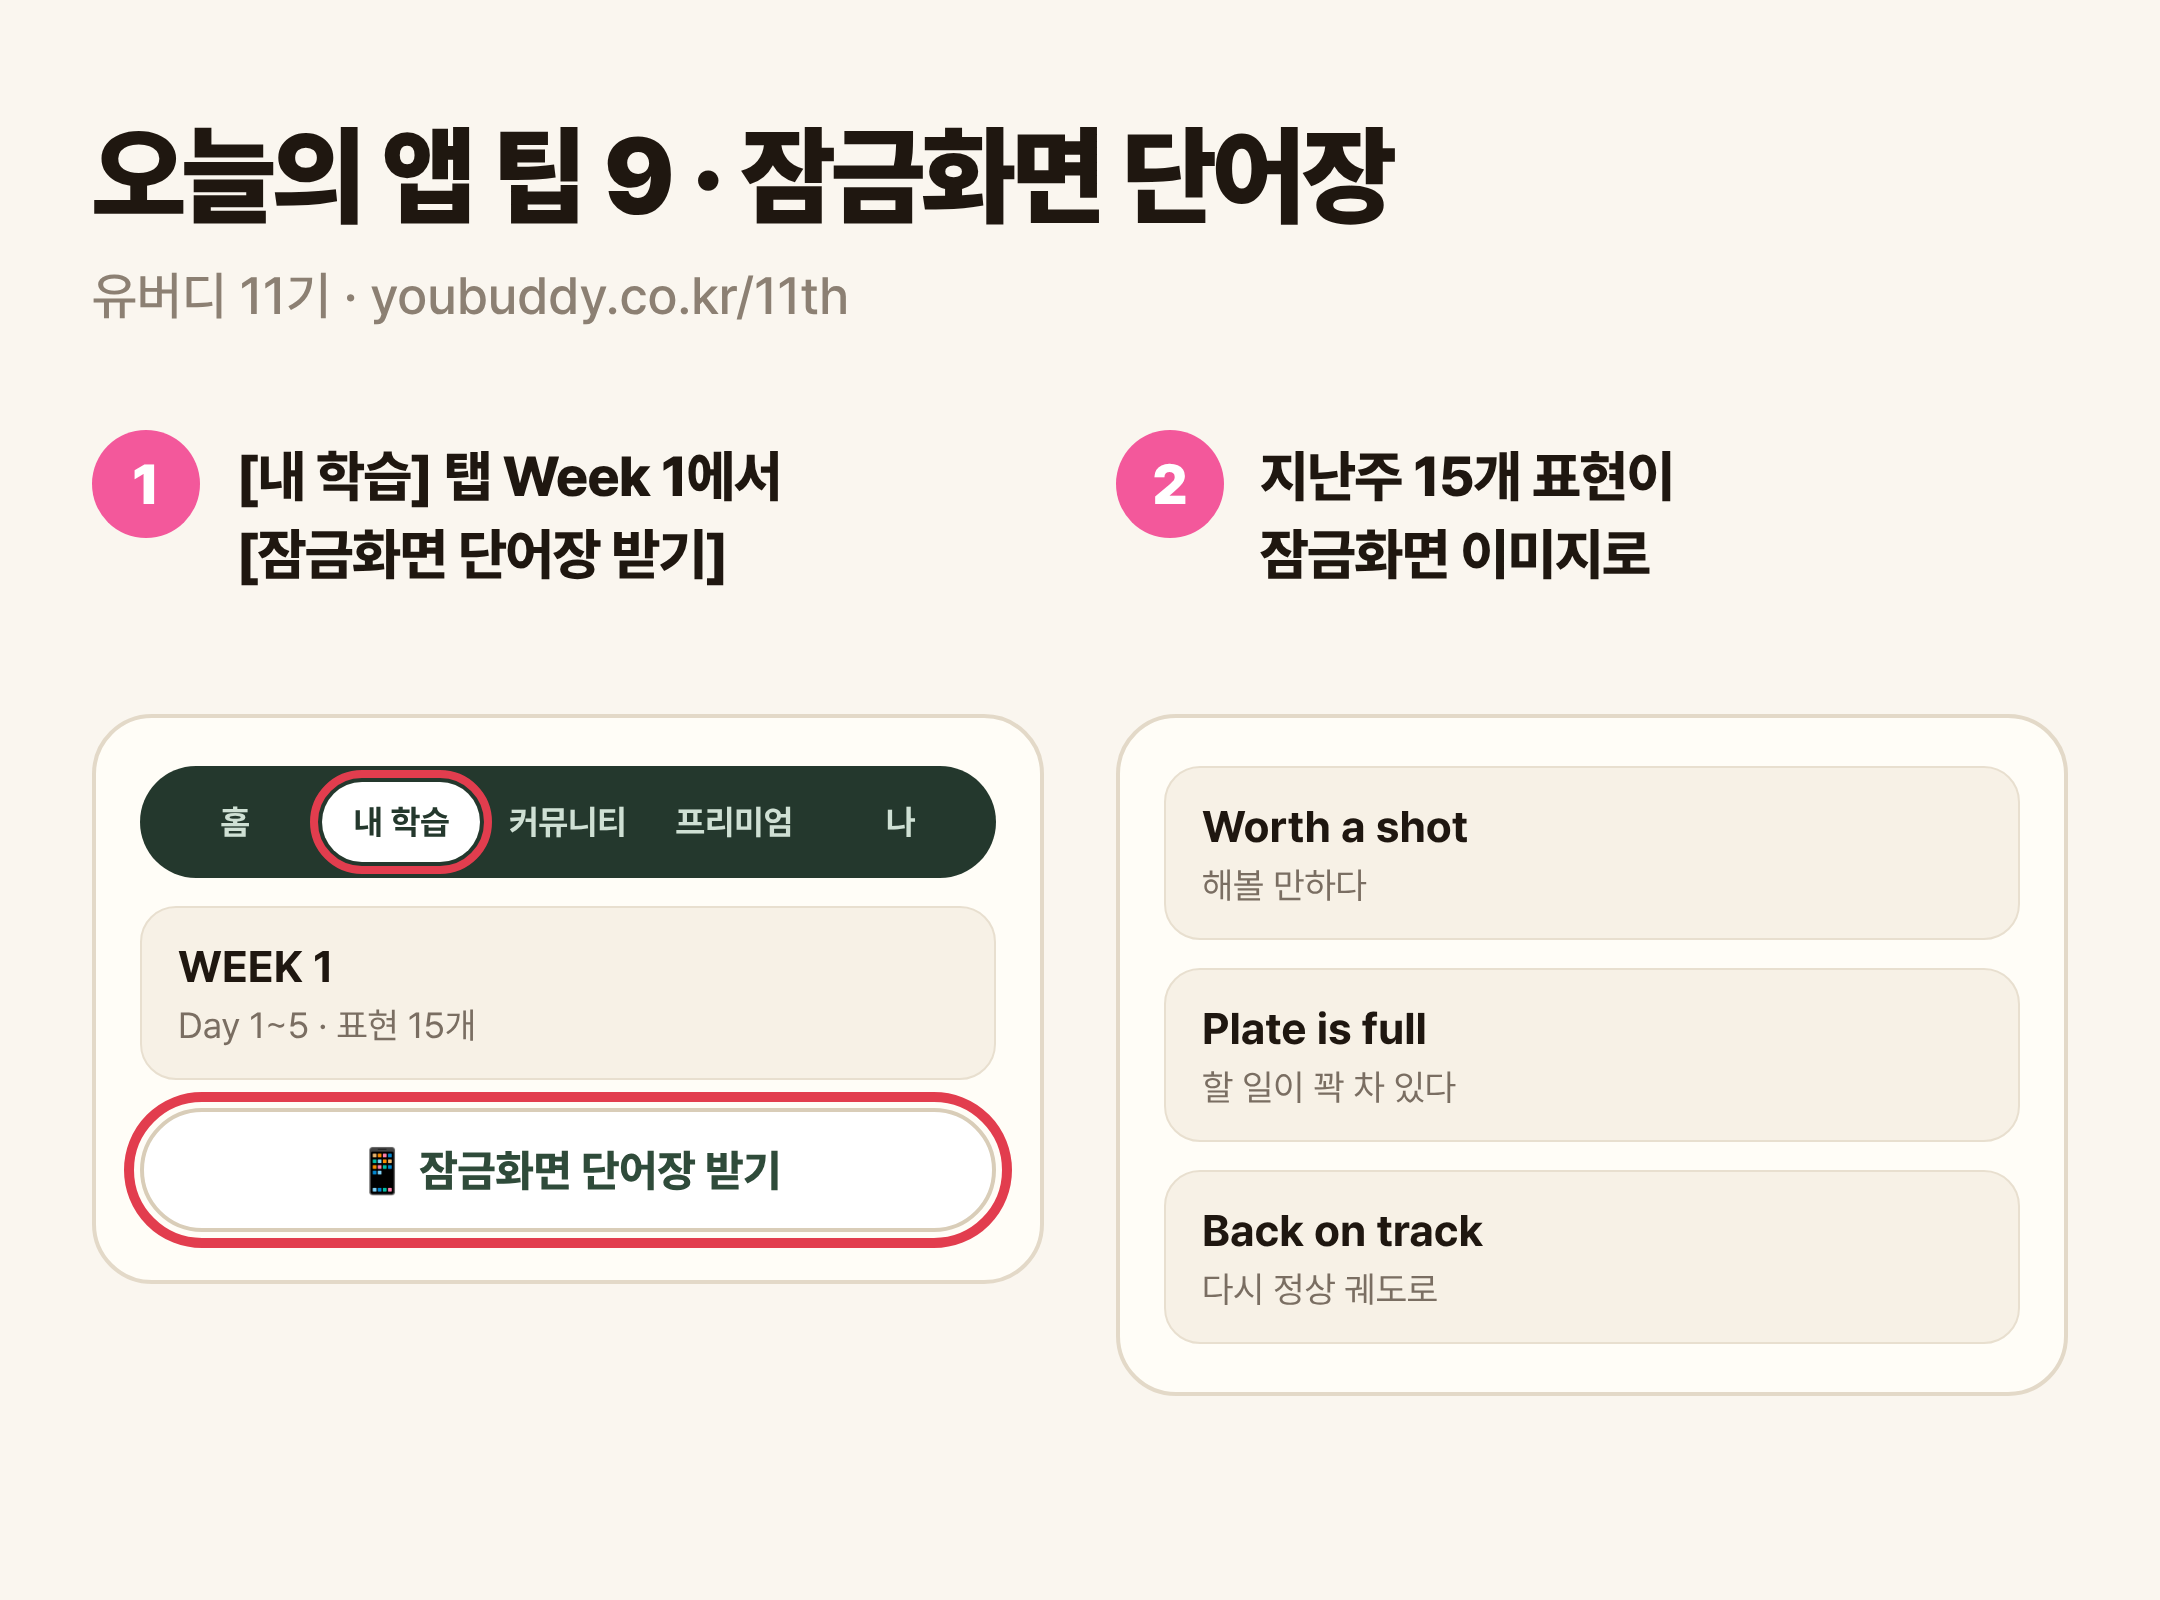 오늘의 앱 팁 9 · 잠금화면 단어장
유버디 11기 · youbuddy.co.kr/11th
1
[내 학습] 탭 Week 1에서
[잠금화면 단어장 받기]
홈 내 학습 커뮤니티 프리미엄 나
WEEK 1
Day 1~5 · 표현 15개
📱 잠금화면 단어장 받기
2
지난주 15개 표현이
잠금화면 이미지로
Worth a shot
해볼 만하다
Plate is full
할 일이 꽉 차 있다
Back on track
다시 정상 궤도로